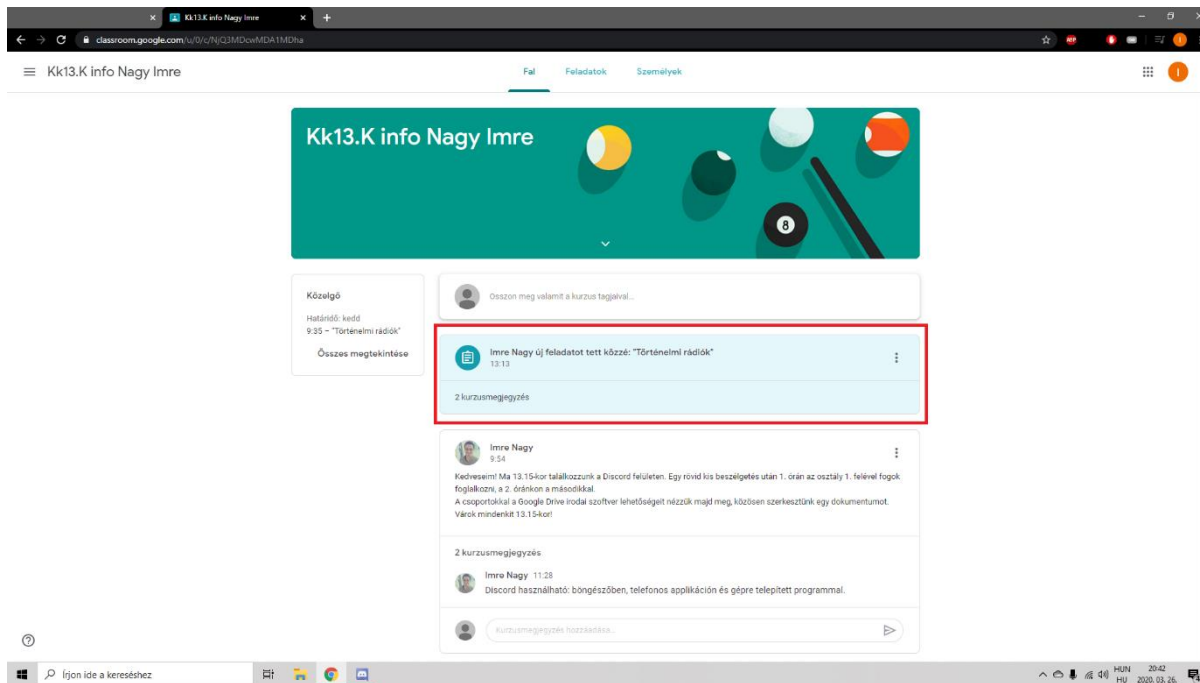 Kk13.K info Nagy Imre
classroom.google.com/u/0/c/NjQ3MDcwMDA1MDha
Kk13.K info Nagy Imre
Fal
Feladatok
Személyek
I
Kk13.K info Nagy Imre
8
Közelgő
Határidő: kedd
9:35 – "Történelmi rádiók"
Összes megtekintése
Osszon meg valamit a kurzus tagjaival...
Imre Nagy új feladatot tett közzé: "Történelmi rádiók"
13:13
2 kurzusmegjegyzés
Imre Nagy
9:54
Kedveseim! Ma 13.15-kor találkozzunk a Discord felületen. Egy rövid kis beszélgetés után 1. órán az osztály 1. felével fogok
foglalkozni, a 2. óránkon a másodikkal.
A csoportokkal a Google Drive irodai szoftver lehetőségeit nézzük majd meg, közösen szerkesztünk egy dokumentumot.
Várok mindenkit 13.15-kor!
2 kurzusmegjegyzés
Imre Nagy 11:28
Discord használható: böngészőben, telefonos applikáción és gépre telepített programmal.
Kurzusmegjegyzés hozzáadása...
Írjon ide a kereséshez
HUN 20:42
HU 2020. 03. 26.